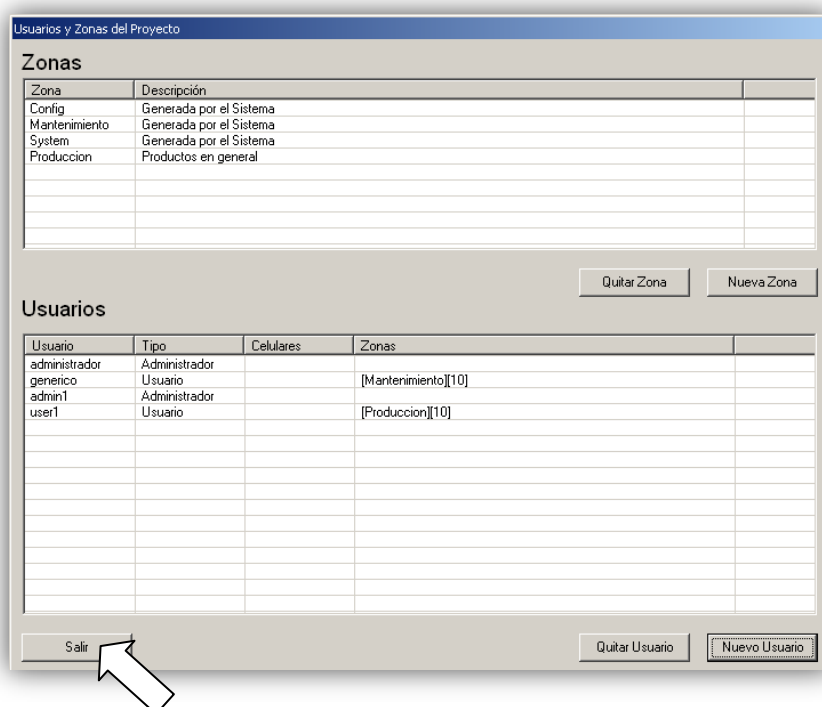 Usuarios y Zonas del Proyecto
Zonas
Zona Descripción
Config Generada por el Sistema
Mantenimiento Generada por el Sistema
System Generada por el Sistema
Produccion Productos en general
Quitar Zona Nueva Zona
Usuarios
Usuario Tipo Celulares Zonas
administrador Administrador
generico Usuario [Mantenimiento][10]
admin1 Administrador
user1 Usuario [Produccion][10]
Salir Quitar Usuario Nuevo Usuario